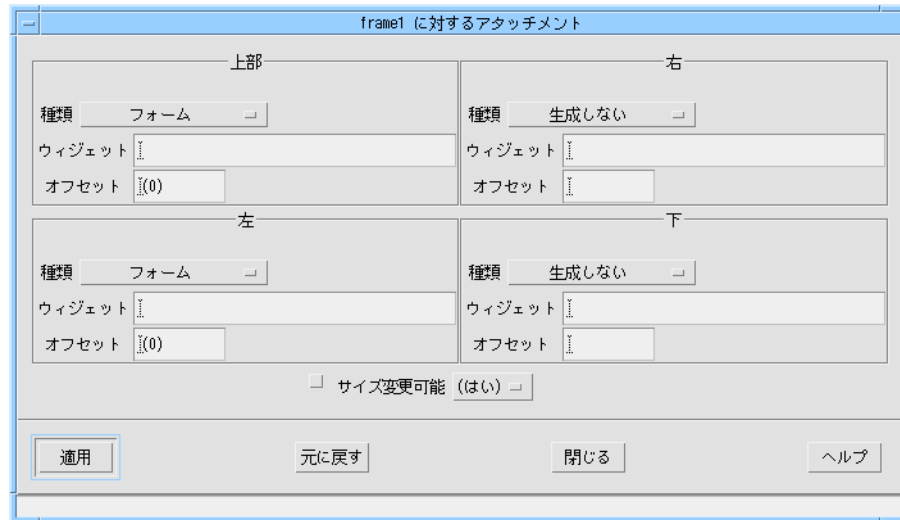 frame1 に対するアタッチメント
上部
種類 フォーム
ウィジェット
オフセット (0)
右
種類 生成しない
ウィジェット
オフセット
左
種類 フォーム
ウィジェット
オフセット (0)
下
種類 生成しない
ウィジェット
オフセット
サイズ変更可能 (はい)
適用 元に戻す 閉じる ヘルプ